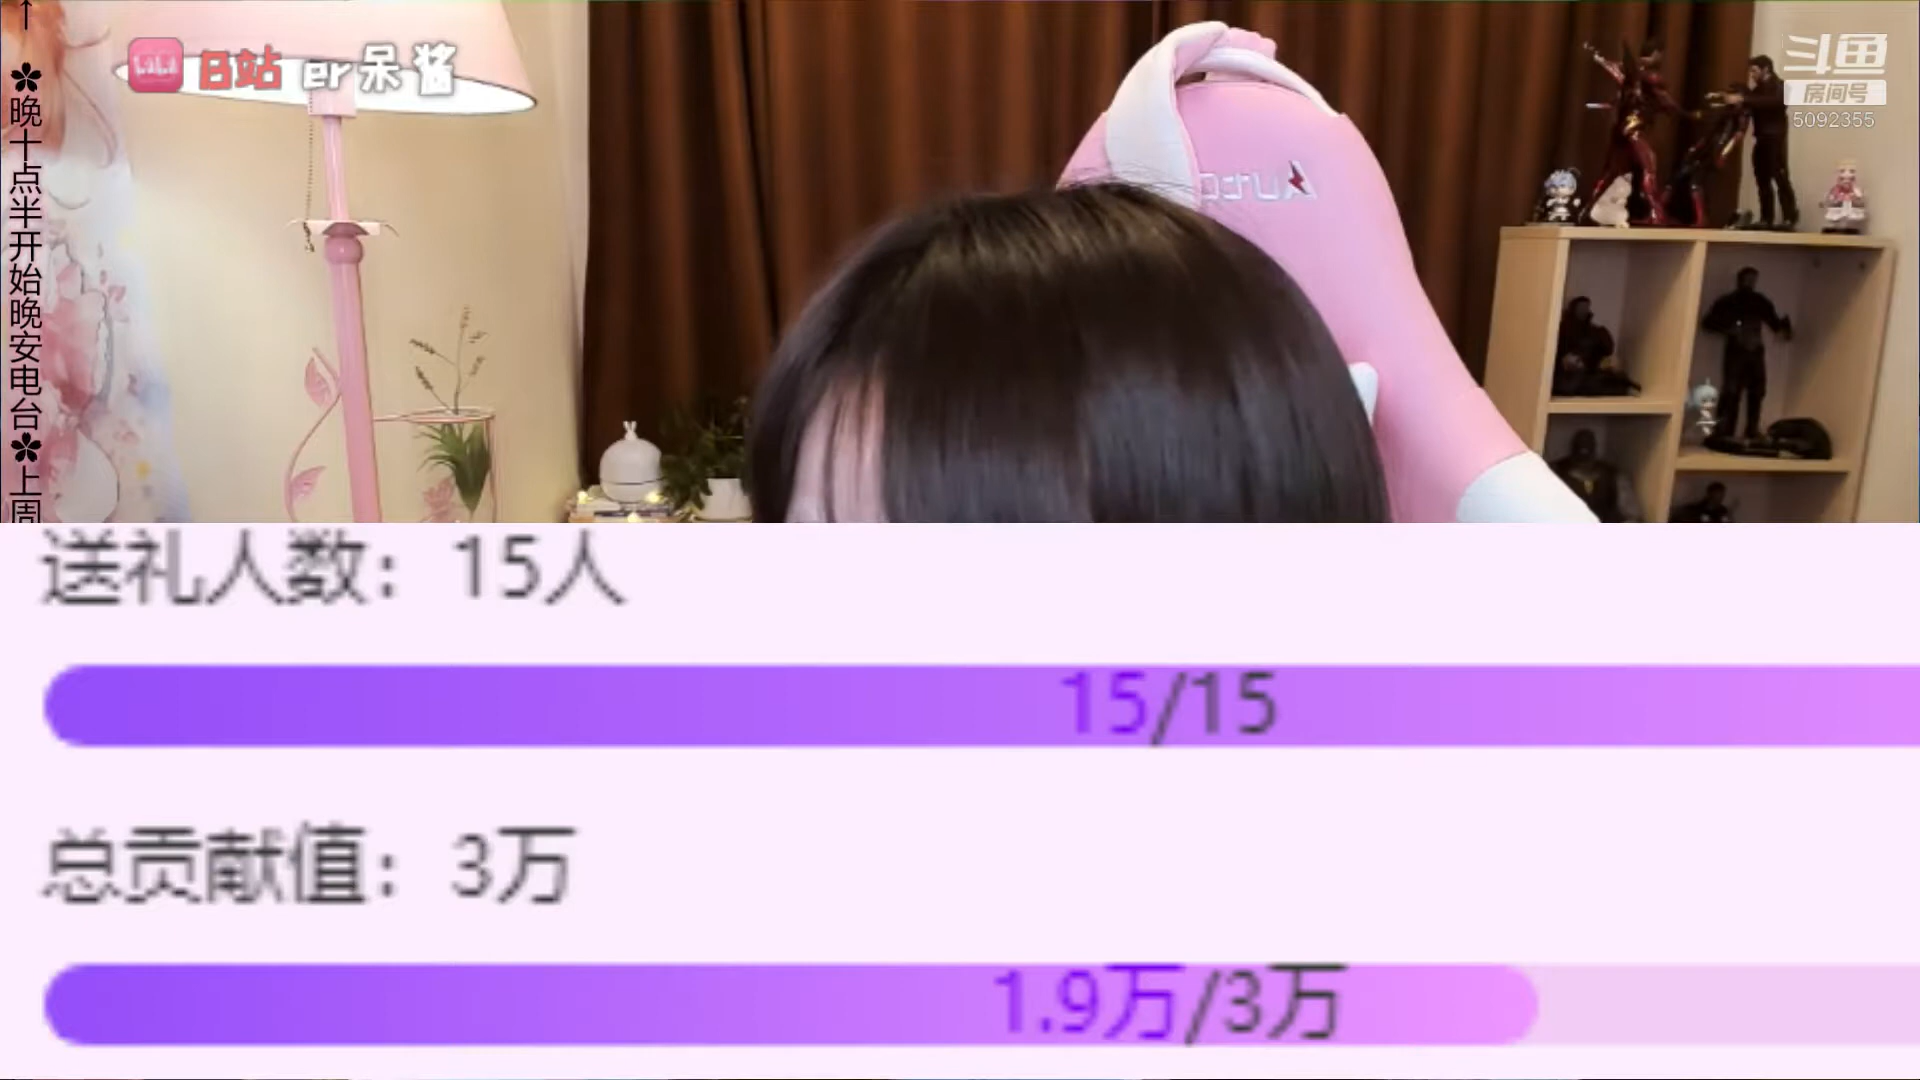 B站 er呆酱
斗鱼
房间号
5092355
↑
✿晚十点半开始晚安电台✿上周
送礼人数：15人
15/15
总贡献值：3万
1.9万/3万